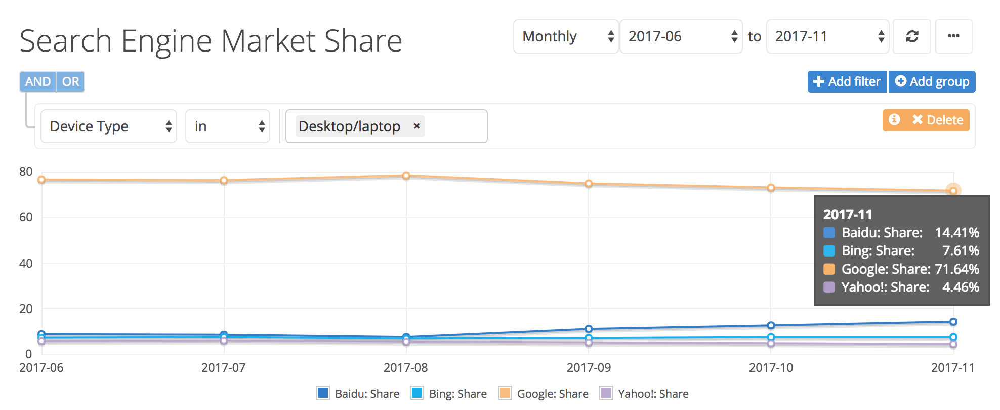 Search Engine Market Share
Monthly 2017-06 to 2017-11
AND OR
Add filter Add group
Device Type in Desktop/laptop × Delete
80
60
40
20
0
2017-06 2017-07 2017-08 2017-09 2017-10 2017-11
2017-11
Baidu: Share: 14.41%
Bing: Share: 7.61%
Google: Share: 71.64%
Yahoo!: Share: 4.46%
Baidu: Share Bing: Share Google: Share Yahoo!: Share